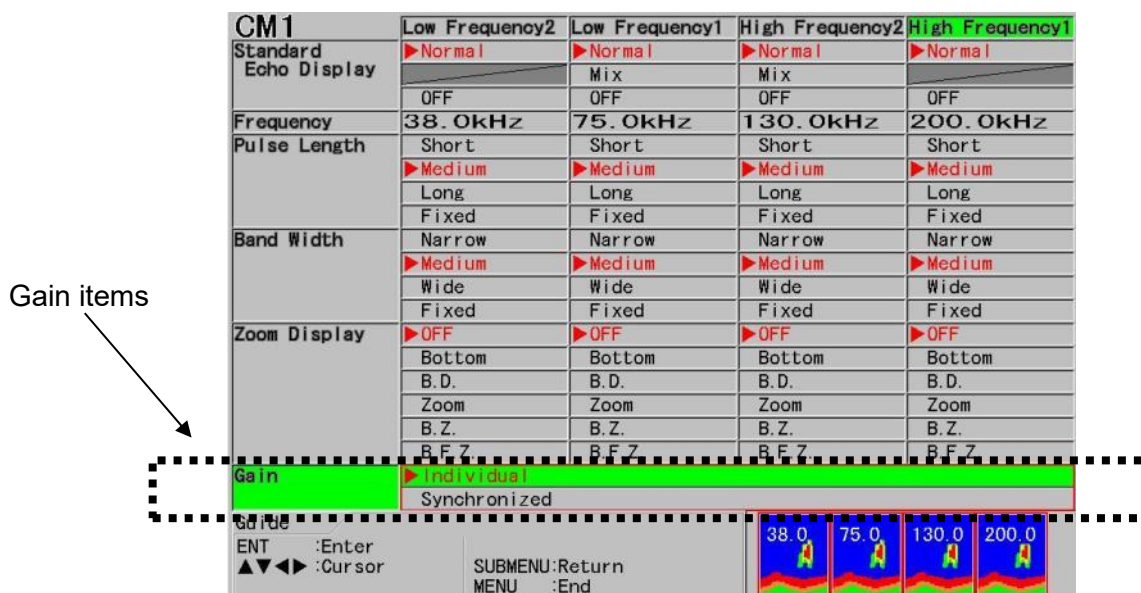 CM1 Low Frequency2 Low Frequency1 High Frequency2 High Frequency1
Standard ▶Normal ▶Normal ▶Normal ▶Normal
Echo Display Mix Mix
OFF OFF OFF OFF
Frequency 38.0kHz 75.0kHz 130.0kHz 200.0kHz
Pulse Length Short Short Short Short
▶Medium ▶Medium ▶Medium ▶Medium
Long Long Long Long
Fixed Fixed Fixed Fixed
Band Width Narrow Narrow Narrow Narrow
▶Medium ▶Medium ▶Medium ▶Medium
Wide Wide Wide Wide
Gain items
Fixed Fixed Fixed Fixed
Zoom Display ▶OFF ▶OFF ▶OFF ▶OFF
Bottom Bottom Bottom Bottom
B.D. B.D. B.D. B.D.
Zoom Zoom Zoom Zoom
B.Z. B.Z. B.Z. B.Z.
B.F.Z. B.F.Z. B.F.Z. B.F.Z.
Gain ▶Individual
Synchronized
Guide
ENT :Enter
▲▼◀▶ :Cursor SUBMENU:Return
MENU :End
38.0 75.0 130.0 200.0